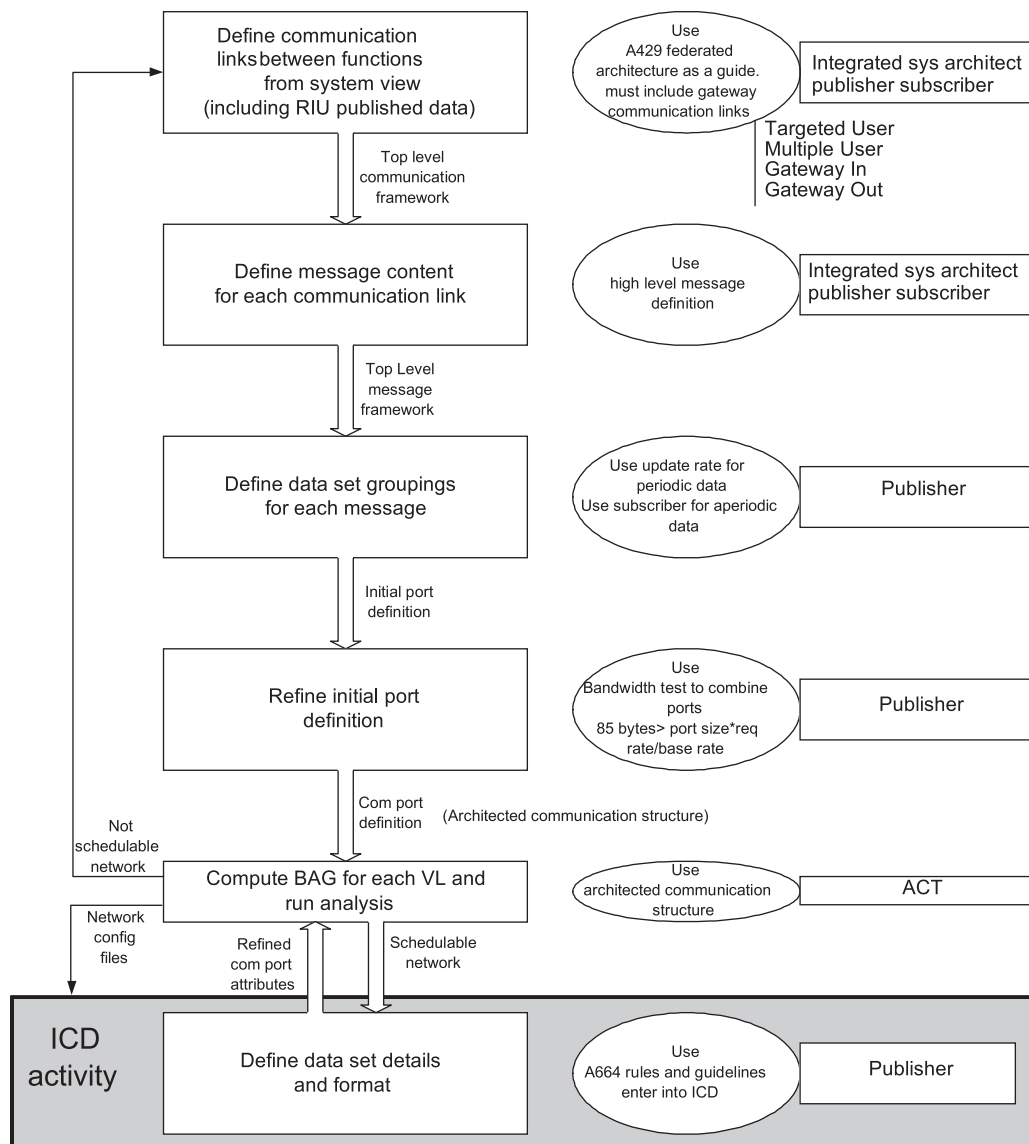 Define communication
links between functions
from system view
(including RIU published data)
Use
A429 federated
architecture as a guide.
must include gateway
communication links
Integrated sys architect
publisher subscriber
Targeted User
Multiple User
Gateway In
Gateway Out
Top level
communication
framework
Define message content
for each communication link
Use
high level message
definition
Integrated sys architect
publisher subscriber
Top Level
message
framework
Define data set groupings
for each message
Use update rate for
periodic data
Use subscriber for aperiodic
data
Publisher
Initial port
definition
Refine initial port
definition
Use
Bandwidth test to combine
ports
85 bytes> port size*req
rate/base rate
Publisher
Com port
definition
(Architected communication structure)
Not
schedulable
network
Compute BAG for each VL and
run analysis
Use
architected communication
structure
ACT
Network
config
files
Refined
com port
attributes
Schedulable
network
ICD
activity
Define data set details
and format
Use
A664 rules and guidelines
enter into ICD
Publisher